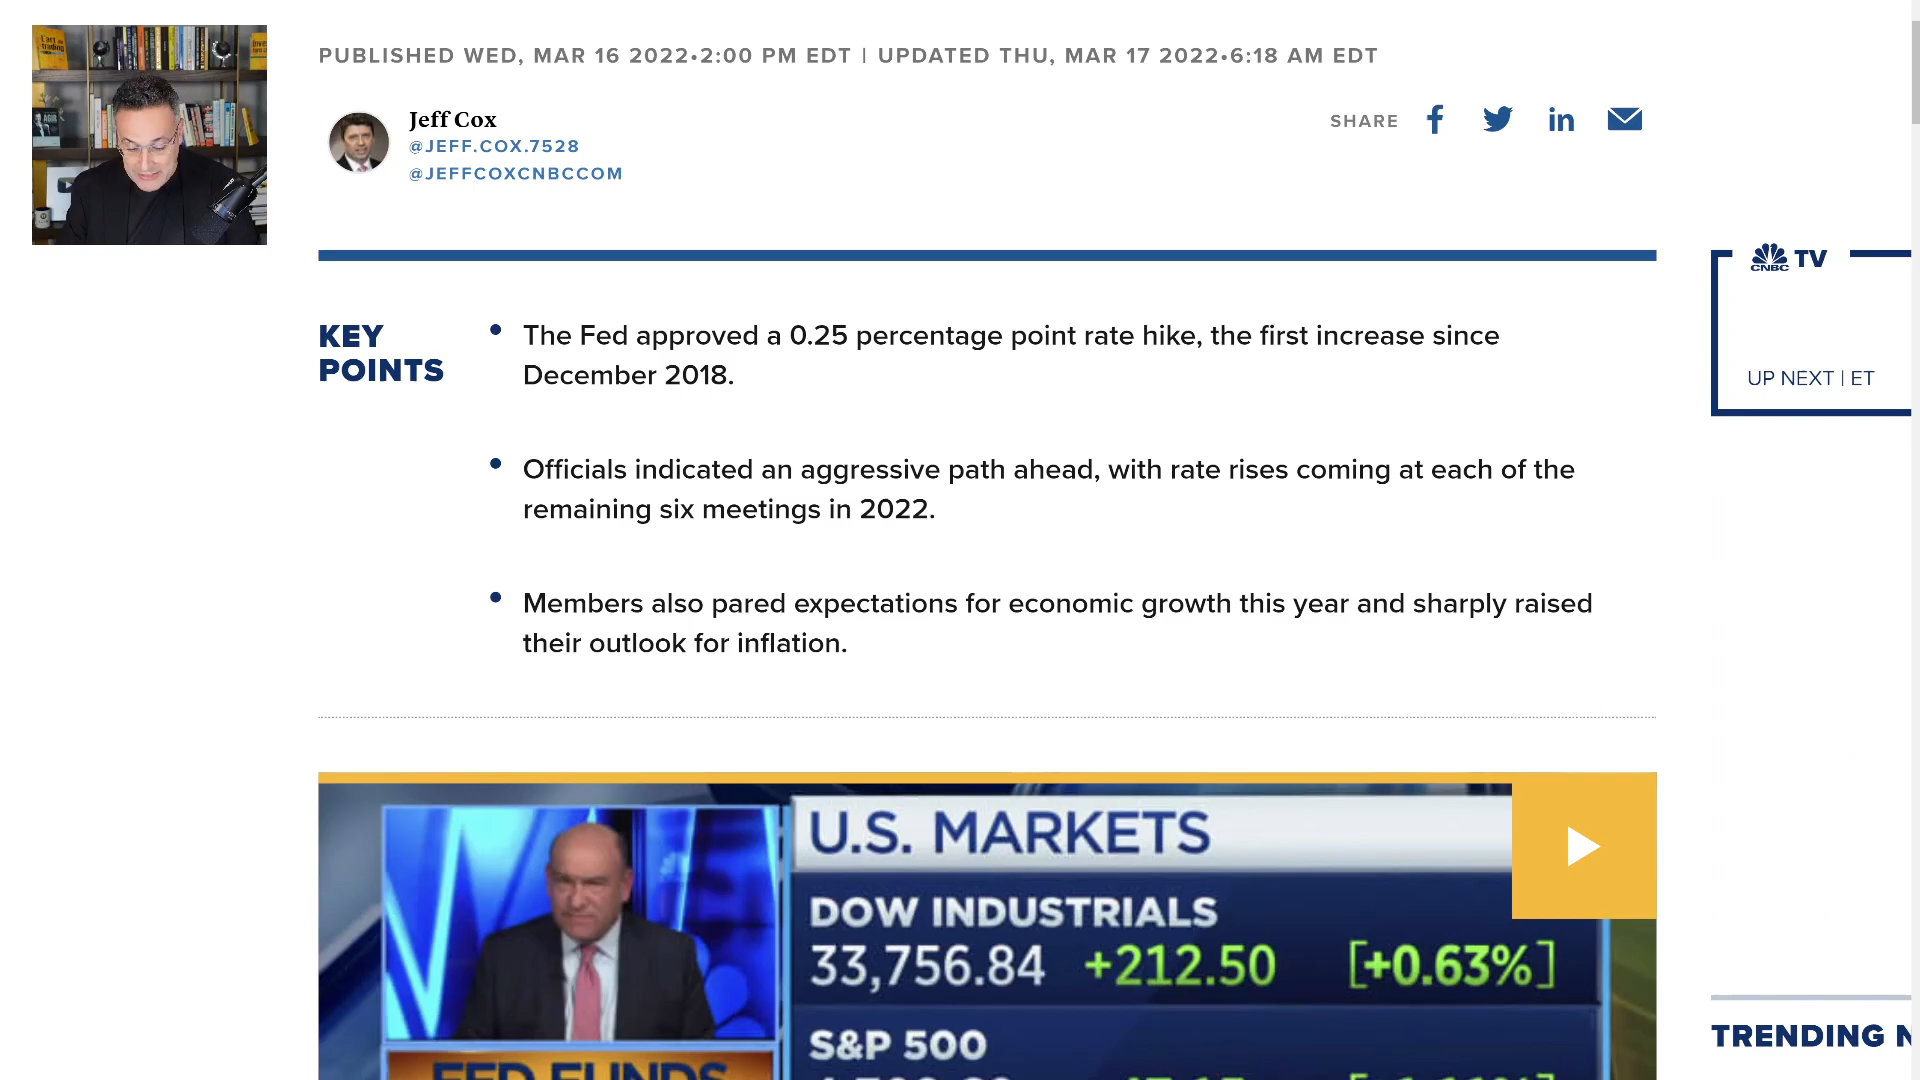 PUBLISHED WED, MAR 16 2022•2:00 PM EDT | UPDATED THU, MAR 17 2022•6:18 AM EDT
Jeff Cox
@JEFF.COX.7528
@JEFFCOXCNBCCOM
SHARE
CNBC TV
UP NEXT | ET
KEY
POINTS
• The Fed approved a 0.25 percentage point rate hike, the first increase since
December 2018.
• Officials indicated an aggressive path ahead, with rate rises coming at each of the
remaining six meetings in 2022.
• Members also pared expectations for economic growth this year and sharply raised
their outlook for inflation.
U.S. MARKETS
DOW INDUSTRIALS
33,756.84 +212.50 [+0.63%]
S&P 500
FED FUNDS
TRENDING N